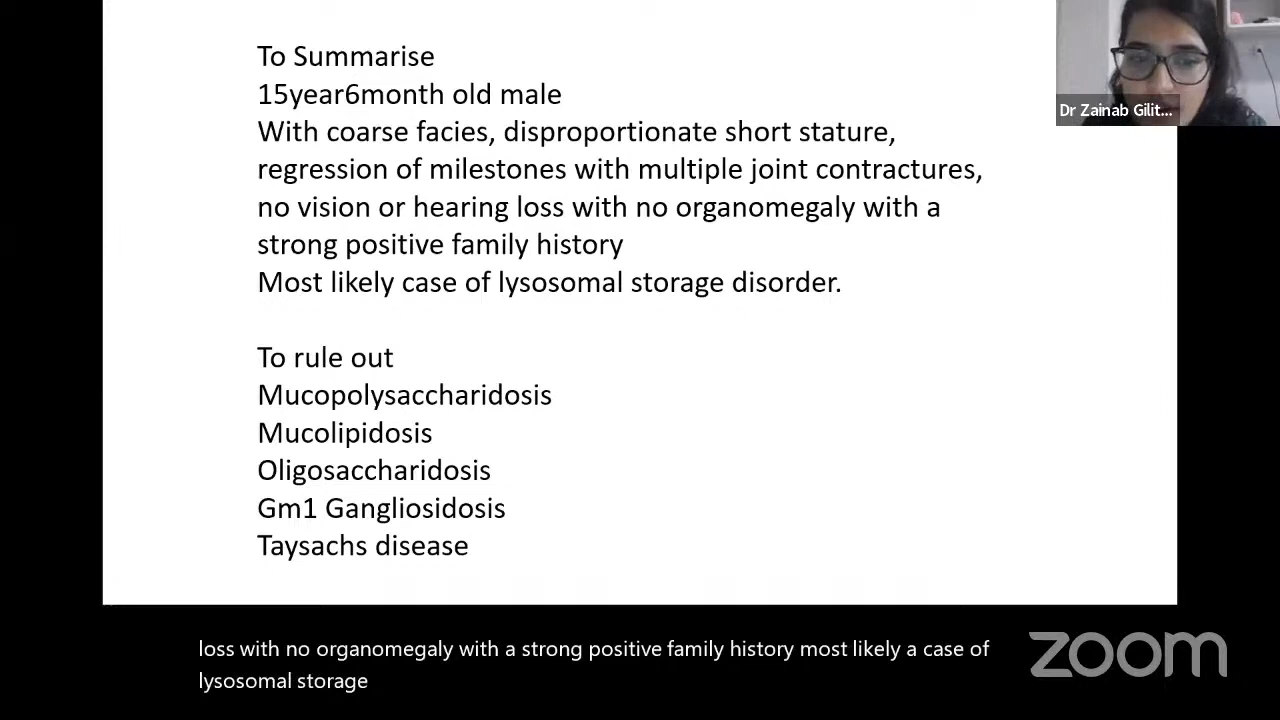 To Summarise
15year6month old male
With coarse facies, disproportionate short stature,
regression of milestones with multiple joint contractures,
no vision or hearing loss with no organomegaly with a
strong positive family history
Most likely case of lysosomal storage disorder.
To rule out
Mucopolysaccharidosis
Mucolipidosis
Oligosaccharidosis
Gm1 Gangliosidosis
Taysachs disease
Dr Zainab Gilit...
loss with no organomegaly with a strong positive family history most likely a case of
lysosomal storage
zoom